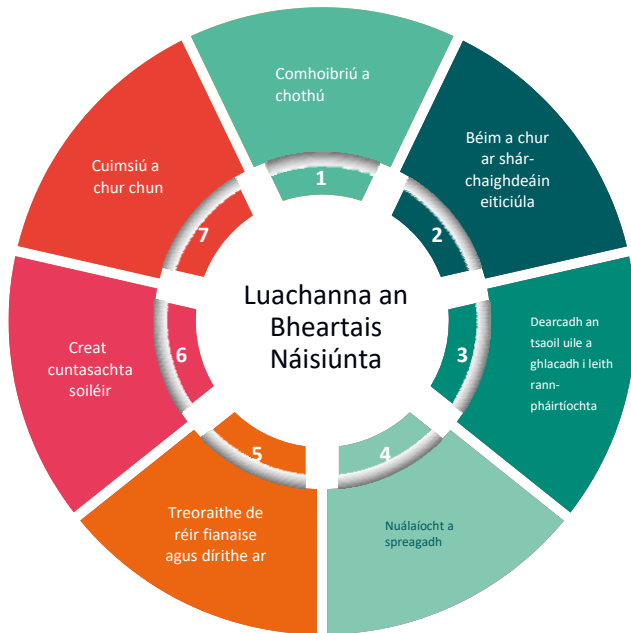 Luachanna an
Bheartais
Náisiúnta
1
Comhoibriú a
chothú
2
Béim a chur
ar shár-
chaighdeáin
eiticiúla
3
Dearcadh an
tsaoil uile a
ghlacadh i leith
rann-
pháirtíochta
4
Nuálaíocht a
spreagadh
5
Treoraithe de
réir fianaise
agus dírithe ar
6
Creat
cuntasachta
soiléir
7
Cuimsiú a
chur chun